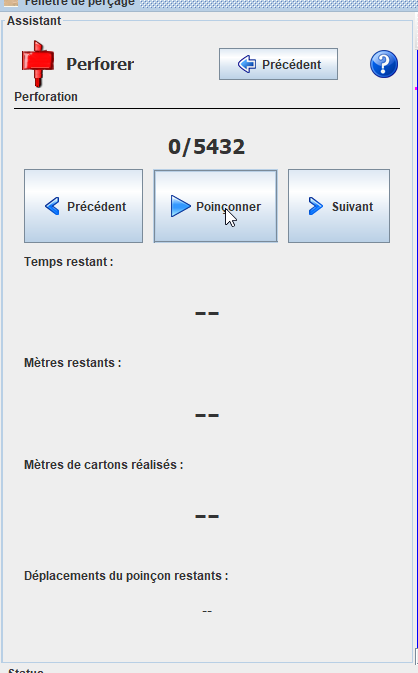 Fenêtre de perçage
Assistant
Perforer
Précédent
?
Perforation
0/5432
Précédent
Poinçonner
Suivant
Temps restant :
--
Mètres restants :
--
Mètres de cartons réalisés :
--
Déplacements du poinçon restants :
--
Status